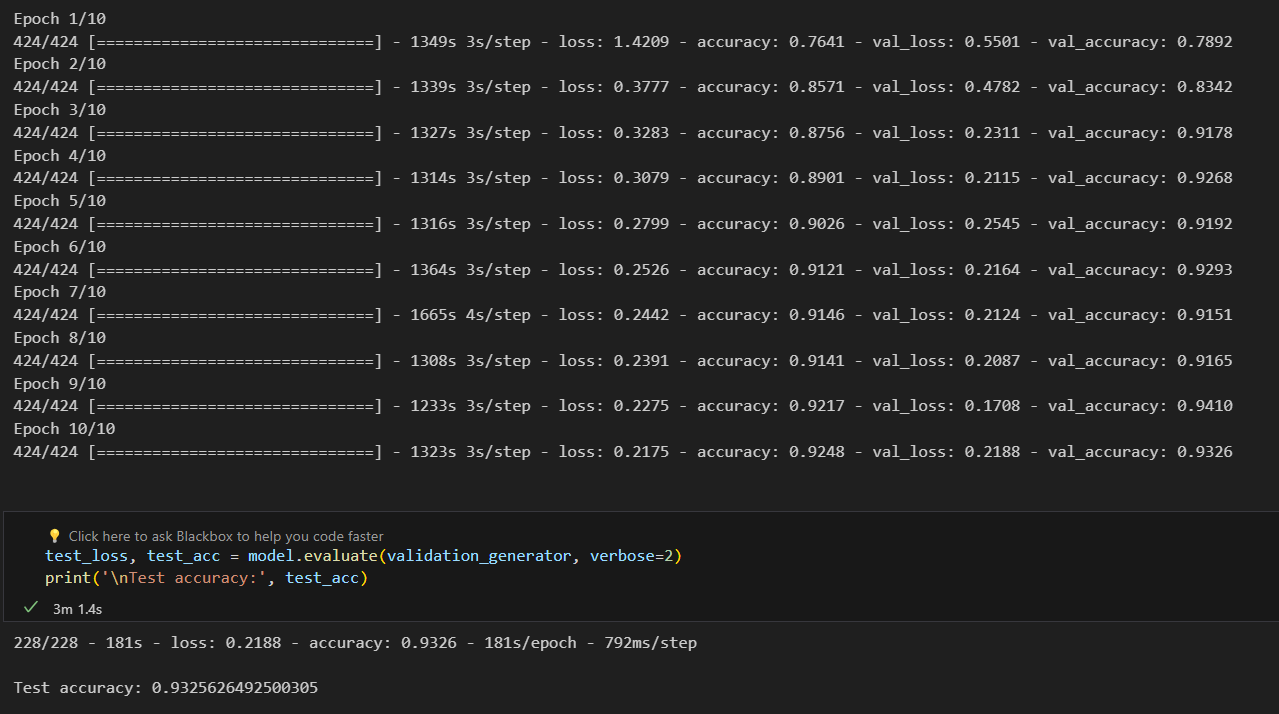 Epoch 1/10
424/424 [==============================] - 1349s 3s/step - loss: 1.4209 - accuracy: 0.7641 - val_loss: 0.5501 - val_accuracy: 0.7892
Epoch 2/10
424/424 [==============================] - 1339s 3s/step - loss: 0.3777 - accuracy: 0.8571 - val_loss: 0.4782 - val_accuracy: 0.8342
Epoch 3/10
424/424 [==============================] - 1327s 3s/step - loss: 0.3283 - accuracy: 0.8756 - val_loss: 0.2311 - val_accuracy: 0.9178
Epoch 4/10
424/424 [==============================] - 1314s 3s/step - loss: 0.3079 - accuracy: 0.8901 - val_loss: 0.2115 - val_accuracy: 0.9268
Epoch 5/10
424/424 [==============================] - 1316s 3s/step - loss: 0.2799 - accuracy: 0.9026 - val_loss: 0.2545 - val_accuracy: 0.9192
Epoch 6/10
424/424 [==============================] - 1364s 3s/step - loss: 0.2526 - accuracy: 0.9121 - val_loss: 0.2164 - val_accuracy: 0.9293
Epoch 7/10
424/424 [==============================] - 1665s 4s/step - loss: 0.2442 - accuracy: 0.9146 - val_loss: 0.2124 - val_accuracy: 0.9151
Epoch 8/10
424/424 [==============================] - 1308s 3s/step - loss: 0.2391 - accuracy: 0.9141 - val_loss: 0.2087 - val_accuracy: 0.9165
Epoch 9/10
424/424 [==============================] - 1233s 3s/step - loss: 0.2275 - accuracy: 0.9217 - val_loss: 0.1708 - val_accuracy: 0.9410
Epoch 10/10
424/424 [==============================] - 1323s 3s/step - loss: 0.2175 - accuracy: 0.9248 - val_loss: 0.2188 - val_accuracy: 0.9326
Click here to ask Blackbox to help you code faster
test_loss, test_acc = model.evaluate(validation_generator, verbose=2)
print('\nTest accuracy:', test_acc)
3m 1.4s
228/228 - 181s - loss: 0.2188 - accuracy: 0.9326 - 181s/epoch - 792ms/step
Test accuracy: 0.9325626492500305